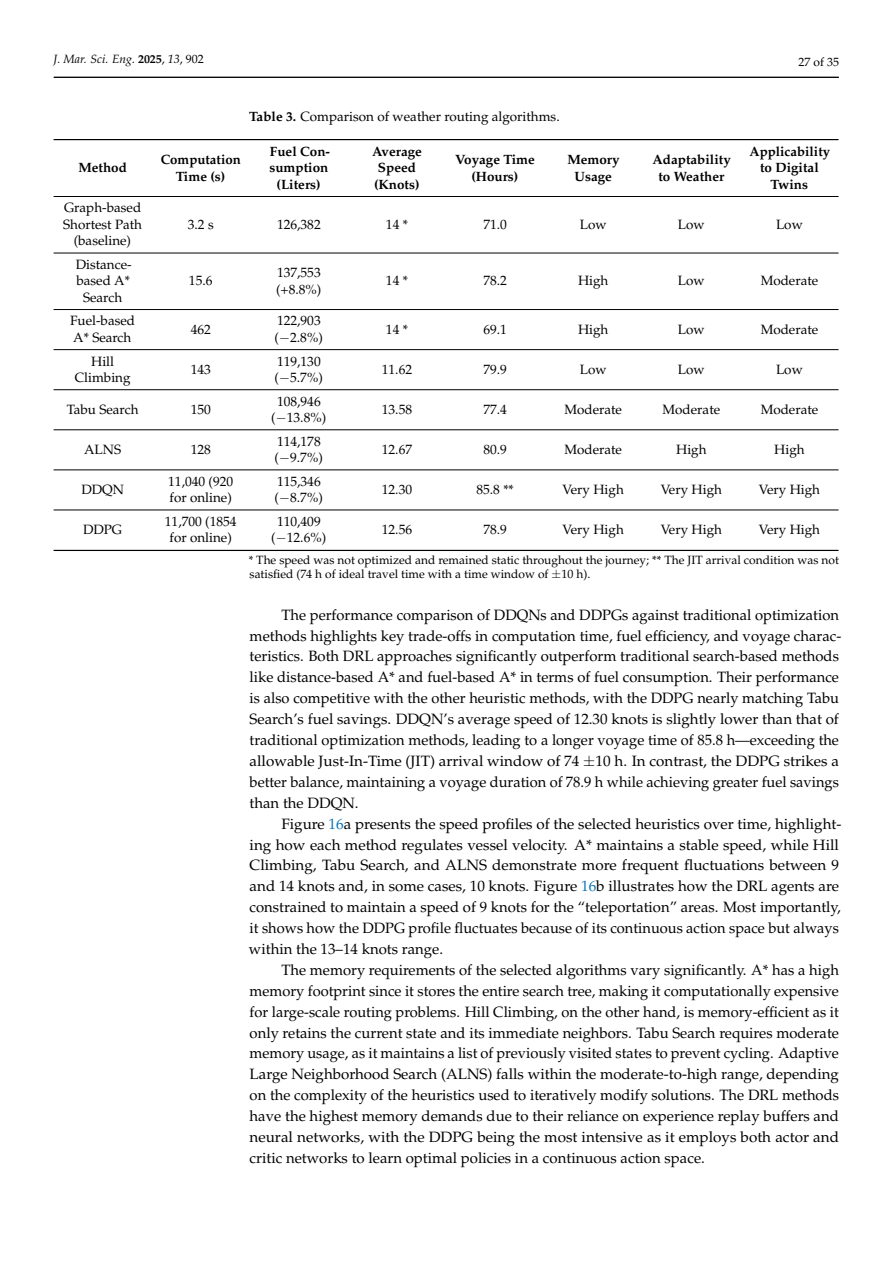 J. Mar. Sci. Eng. 2025, 13, 902
27 of 35
Table 3. Comparison of weather routing algorithms.
Method Computation Time (s) Fuel Con-sumption (Liters) Average Speed (Knots) Voyage Time (Hours) Memory Usage Adaptability to Weather Applicability to Digital Twins
Graph-based Shortest Path (baseline) 3.2 s 126,382 14 * 71.0 Low Low Low
Distance-based A* Search 15.6 137,553 (+8.8%) 14 * 78.2 High Low Moderate
Fuel-based A* Search 462 122,903 (−2.8%) 14 * 69.1 High Low Moderate
Hill Climbing 143 119,130 (−5.7%) 11.62 79.9 Low Low Low
Tabu Search 150 108,946 (−13.8%) 13.58 77.4 Moderate Moderate Moderate
ALNS 128 114,178 (−9.7%) 12.67 80.9 Moderate High High
DDQN 11,040 (920 for online) 115,346 (−8.7%) 12.30 85.8 ** Very High Very High Very High
DDPG 11,700 (1854 for online) 110,409 (−12.6%) 12.56 78.9 Very High Very High Very High
* The speed was not optimized and remained static throughout the journey; ** The JIT arrival condition was not
satisfied (74 h of ideal travel time with a time window of ±10 h).
The performance comparison of DDQNs and DDPGs against traditional optimization
methods highlights key trade-offs in computation time, fuel efficiency, and voyage charac-
teristics. Both DRL approaches significantly outperform traditional search-based methods
like distance-based A* and fuel-based A* in terms of fuel consumption. Their performance
is also competitive with the other heuristic methods, with the DDPG nearly matching Tabu
Search's fuel savings. DDQN's average speed of 12.30 knots is slightly lower than that of
traditional optimization methods, leading to a longer voyage time of 85.8 h—exceeding the
allowable Just-In-Time (JIT) arrival window of 74 ±10 h. In contrast, the DDPG strikes a
better balance, maintaining a voyage duration of 78.9 h while achieving greater fuel savings
than the DDQN.
Figure 16a presents the speed profiles of the selected heuristics over time, highlight-
ing how each method regulates vessel velocity. A* maintains a stable speed, while Hill
Climbing, Tabu Search, and ALNS demonstrate more frequent fluctuations between 9
and 14 knots and, in some cases, 10 knots. Figure 16b illustrates how the DRL agents are
constrained to maintain a speed of 9 knots for the “teleportation” areas. Most importantly,
it shows how the DDPG profile fluctuates because of its continuous action space but always
within the 13–14 knots range.
The memory requirements of the selected algorithms vary significantly. A* has a high
memory footprint since it stores the entire search tree, making it computationally expensive
for large-scale routing problems. Hill Climbing, on the other hand, is memory-efficient as it
only retains the current state and its immediate neighbors. Tabu Search requires moderate
memory usage, as it maintains a list of previously visited states to prevent cycling. Adaptive
Large Neighborhood Search (ALNS) falls within the moderate-to-high range, depending
on the complexity of the heuristics used to iteratively modify solutions. The DRL methods
have the highest memory demands due to their reliance on experience replay buffers and
neural networks, with the DDPG being the most intensive as it employs both actor and
critic networks to learn optimal policies in a continuous action space.